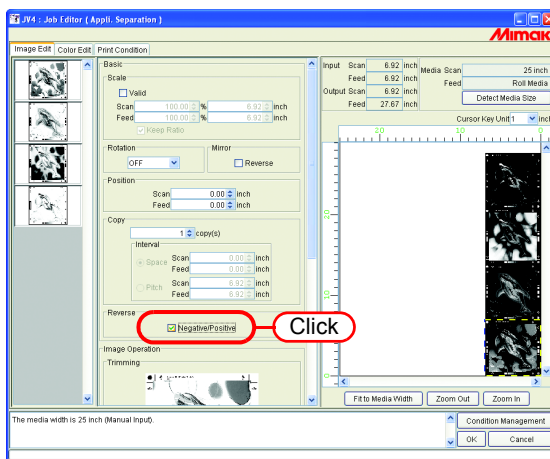 JV4 : Job Editor ( Appli. Separation )
Mimaki
Image Edit Color Edit Print Condition
Basic
Scale
Valid
Scan 100.00 % 6.92 inch
Feed 100.00 % 6.92 inch
Keep Ratio
Rotation
OFF
Mirror
Reverse
Position
Scan 0.00 inch
Feed 0.00 inch
Copy
1 copy(s)
Interval
Space
Scan 0.00 inch
Feed 0.00 inch
Pitch
Scan 6.92 inch
Feed 6.92 inch
Reverse
Negative/Positive
Click
Image Operation
Trimming
Input Scan 6.92 inch
Feed 6.92 inch
Output Scan 6.92 inch
Feed 27.67 inch
Media Scan 25 inch
Feed Roll Media
Detect Media Size
Cursor Key Unit 1 inch
20 10 0
20
10
0
Fit to Media Width Zoom Out Zoom In
The media width is 25 inch (Manual Input).
Condition Management
OK Cancel